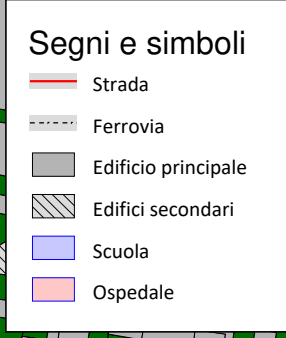 Segni e simboli
Strada
Ferrovia
Edificio principale
Edifici secondari
Scuola
Ospedale